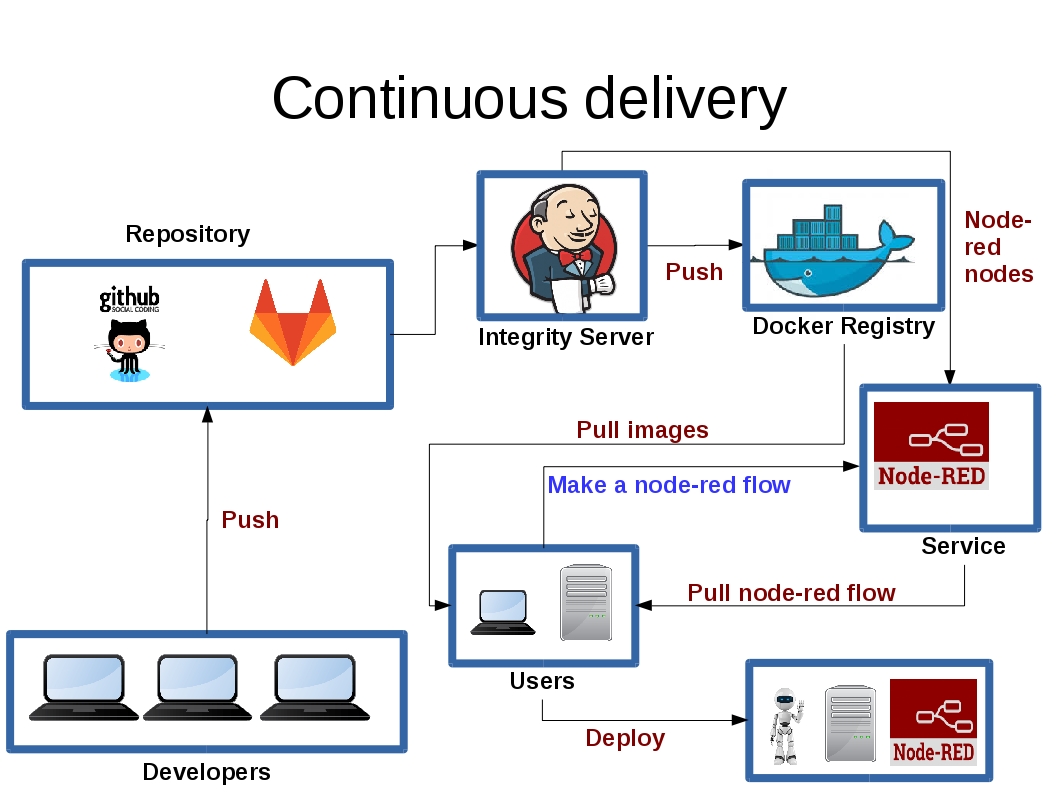 Continuous delivery
Repository
github
SOCIAL CODING
Integrity Server
Push
Docker Registry
Node-
red
nodes
Pull images
Make a node-red flow
Node-RED
Service
Push
Pull node-red flow
Users
Developers
Deploy
Node-RED